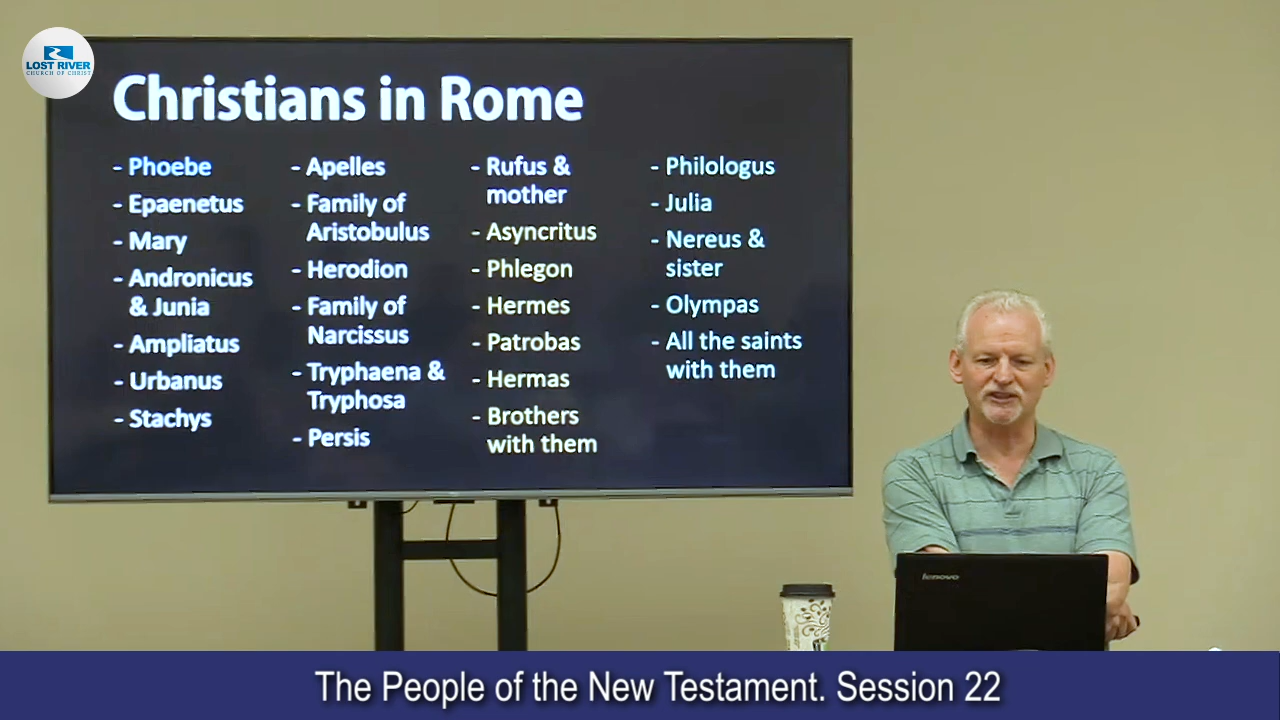 LOST RIVER
CHURCH OF CHRIST
Christians in Rome
- Phoebe
- Epaenetus
- Mary
- Andronicus
& Junia
- Ampliatus
- Urbanus
- Stachys
- Apelles
- Family of
Aristobulus
- Herodion
- Family of
Narcissus
- Tryphaena &
Tryphosa
- Persis
- Rufus &
mother
- Asyncritus
- Phlegon
- Hermes
- Patrobas
- Hermas
- Brothers
with them
- Philologus
- Julia
- Nereus &
sister
- Olympas
- All the saints
with them
lenovo
The People of the New Testament. Session 22